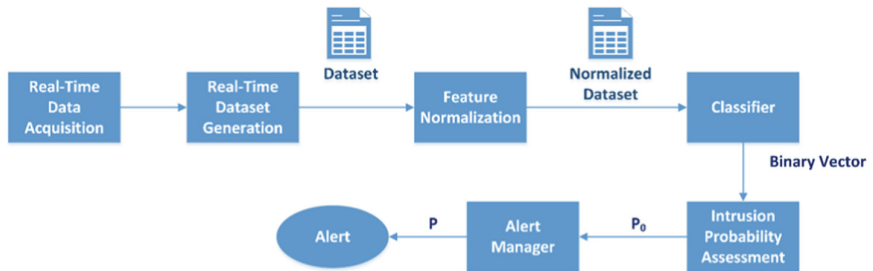 Dataset
Normalized
Dataset
Real-Time
Data
Acquisition
Real-Time
Dataset
Generation
Feature
Normalization
Classifier
Binary Vector
Alert
P
Alert
Manager
P₀
Intrusion
Probability
Assessment